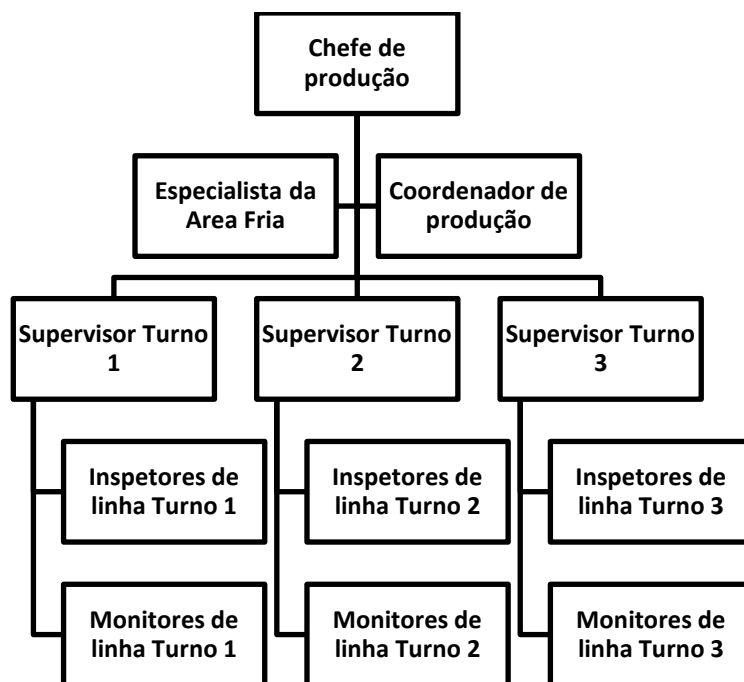 Chefe de
produção
Especialista da
Area Fria
Coordenador de
produção
Supervisor Turno
1
Supervisor Turno
2
Supervisor Turno
3
Inspetores de
linha Turno 1
Inspetores de
linha Turno 2
Inspetores de
linha Turno 3
Monitores de
linha Turno 1
Monitores de
linha Turno 2
Monitores de
linha Turno 3